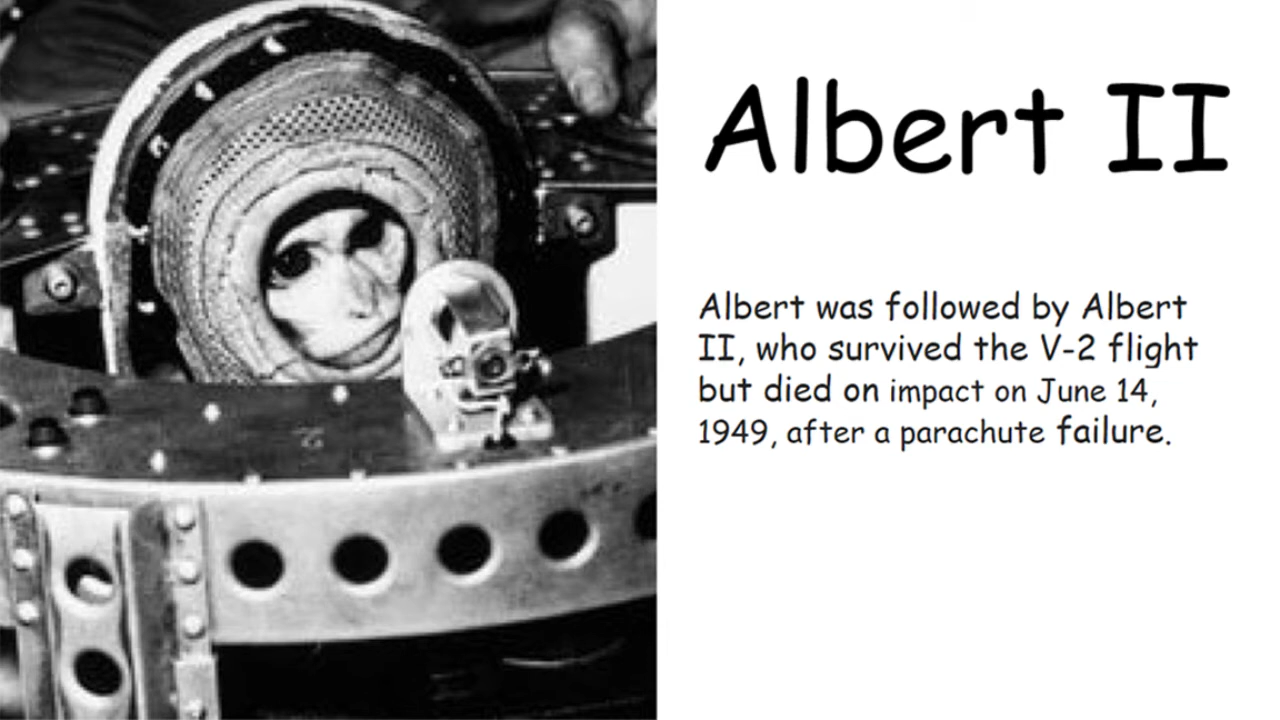 Albert II
Albert was followed by Albert
II, who survived the V-2 flight
but died on impact on June 14,
1949, after a parachute failure.